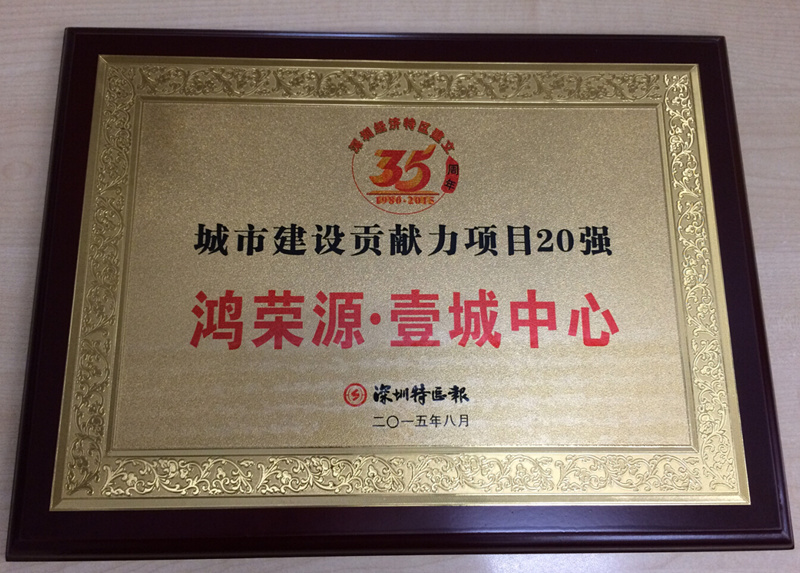 深圳经济特区建立
35
周年
1980-2015
城市建设贡献力项目20强
鸿荣源·壹城中心
深圳特区报
二〇一五年八月